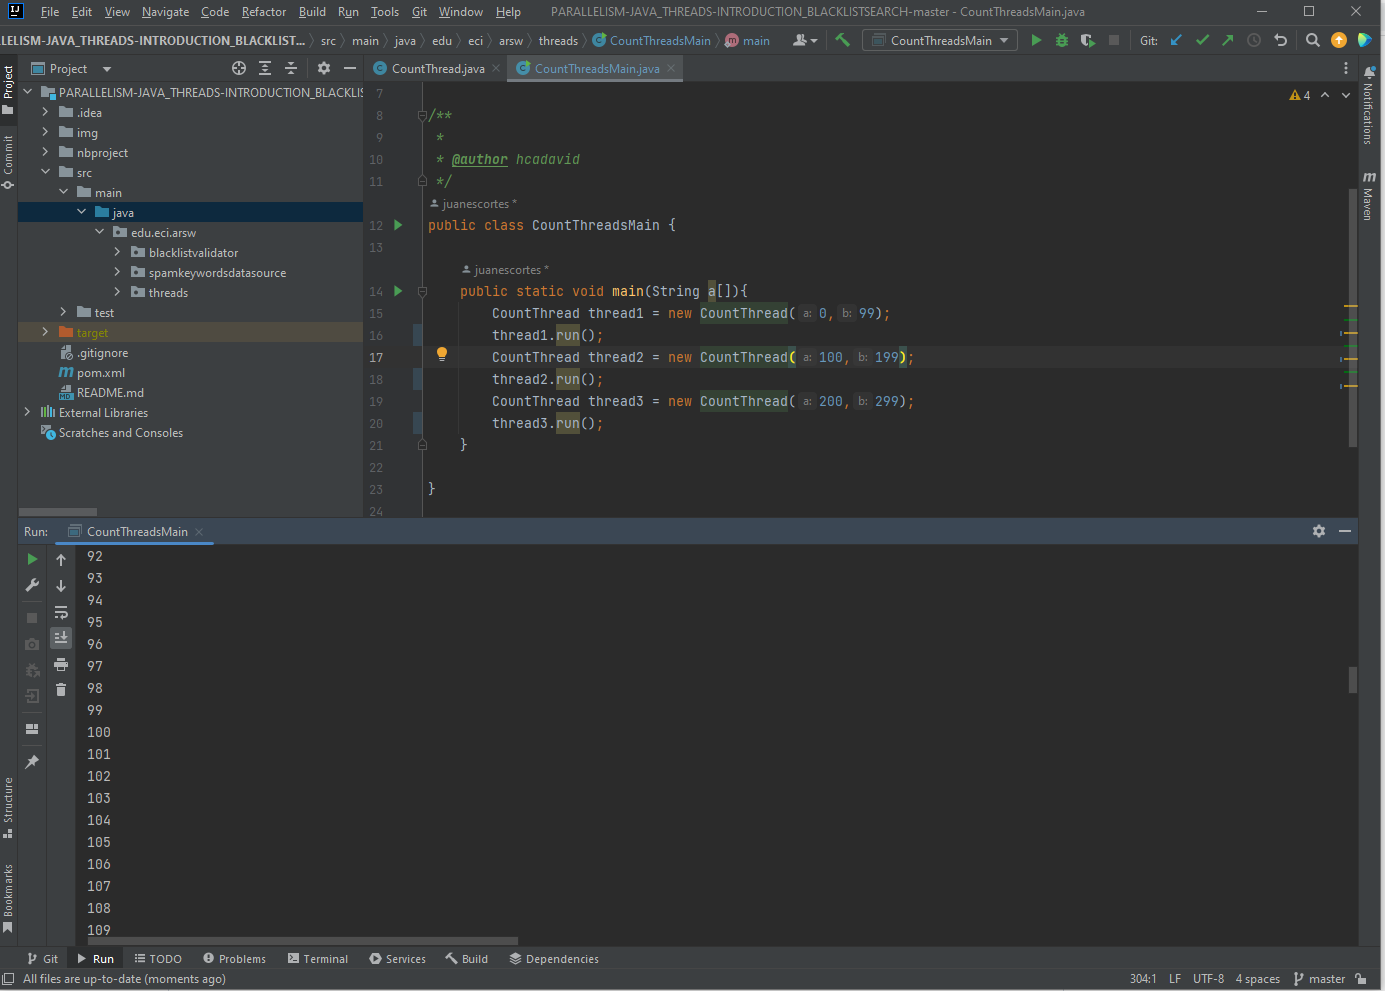 File Edit View Navigate Code Refactor Build Run Tools Git Window Help PARALLELISM-JAVA_THREADS-INTRODUCTION_BLACKLISTSEARCH-master - CountThreadsMain.java
LELISM-JAVA_THREADS-INTRODUCTION_BLACKLIST... src main java edu eci arsw threads CountThreadsMain main CountThreadsMain Git:
Project
CountThread.java CountThreadsMain.java
PARALLELISM-JAVA_THREADS-INTRODUCTION_BLACKLIS
.idea
img
nbproject
src
main
java
edu.eci.arsw
blacklistvalidator
spamkeywordsdatasource
threads
test
target
.gitignore
pom.xml
README.md
External Libraries
Scratches and Consoles
Project
Commit
Structure
Bookmarks
7
8 /**
9 *
10 * @author hcadavid
11 */
juanescortes *
12 public class CountThreadsMain {
13
juanescortes *
14 public static void main(String a[]){
15 CountThread thread1 = new CountThread( a: 0, b: 99);
16 thread1.run();
17 CountThread thread2 = new CountThread( a: 100, b: 199);
18 thread2.run();
19 CountThread thread3 = new CountThread( a: 200, b: 299);
20 thread3.run();
21 }
22
23 }
24
4
Notifications
m Maven
Run: CountThreadsMain
92
93
94
95
96
97
98
99
100
101
102
103
104
105
106
107
108
109
Git Run TODO Problems Terminal Services Build Dependencies
All files are up-to-date (moments ago) 304:1 LF UTF-8 4 spaces master